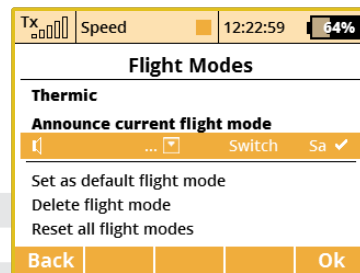 Tx Speed 12:22:59 64%
Flight Modes
Thermic
Announce current flight mode
... Switch Sa
Set as default flight mode
Delete flight mode
Reset all flight modes
Back Ok